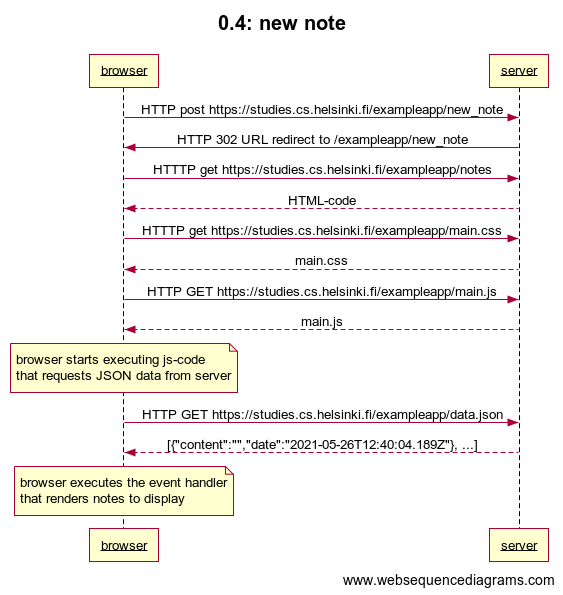 0.4: new note
browser
server
HTTP post https://studies.cs.helsinki.fi/exampleapp/new_note
HTTP 302 URL redirect to /exampleapp/new_note
HTTTP get https://studies.cs.helsinki.fi/exampleapp/notes
HTML-code
HTTTP get https://studies.cs.helsinki.fi/exampleapp/main.css
main.css
HTTP GET https://studies.cs.helsinki.fi/exampleapp/main.js
main.js
browser starts executing js-code
that requests JSON data from server
HTTP GET https://studies.cs.helsinki.fi/exampleapp/data.json
[{"content":"","date":"2021-05-26T12:40:04.189Z"}, ...]
browser executes the event handler
that renders notes to display
browser
server
www.websequencediagrams.com